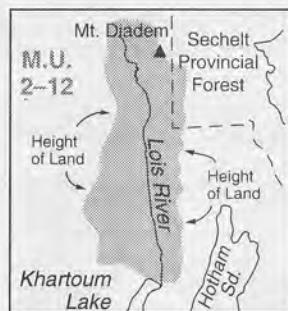 Mt. Diadem
M.U.
2–12
Sechelt
Provincial
Forest
Height
of Land
Lois River
Height
of Land
Khartoum
Lake
Hotham
Sd.